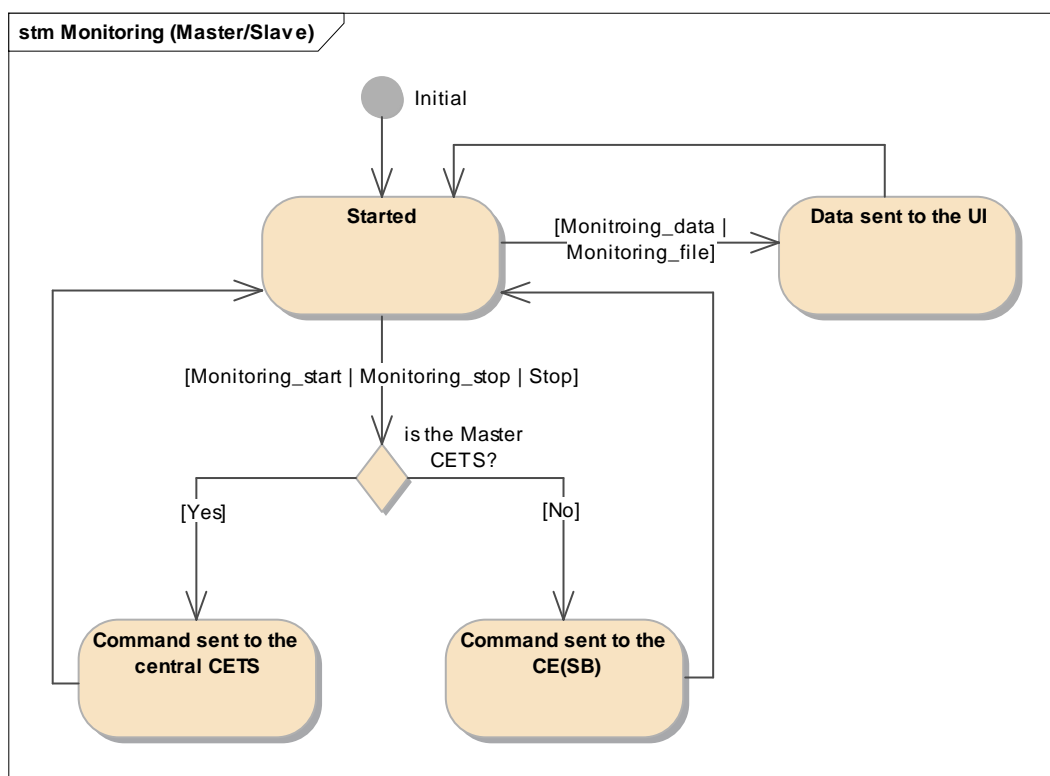 stm Monitoring (Master/Slave)
Initial
Started
[Monitroing_data |
Monitoring_file]
Data sent to the UI
[Monitoring_start | Monitoring_stop | Stop]
is the Master
CETS?
[Yes]
[No]
Command sent to the
central CETS
Command sent to the
CE(SB)